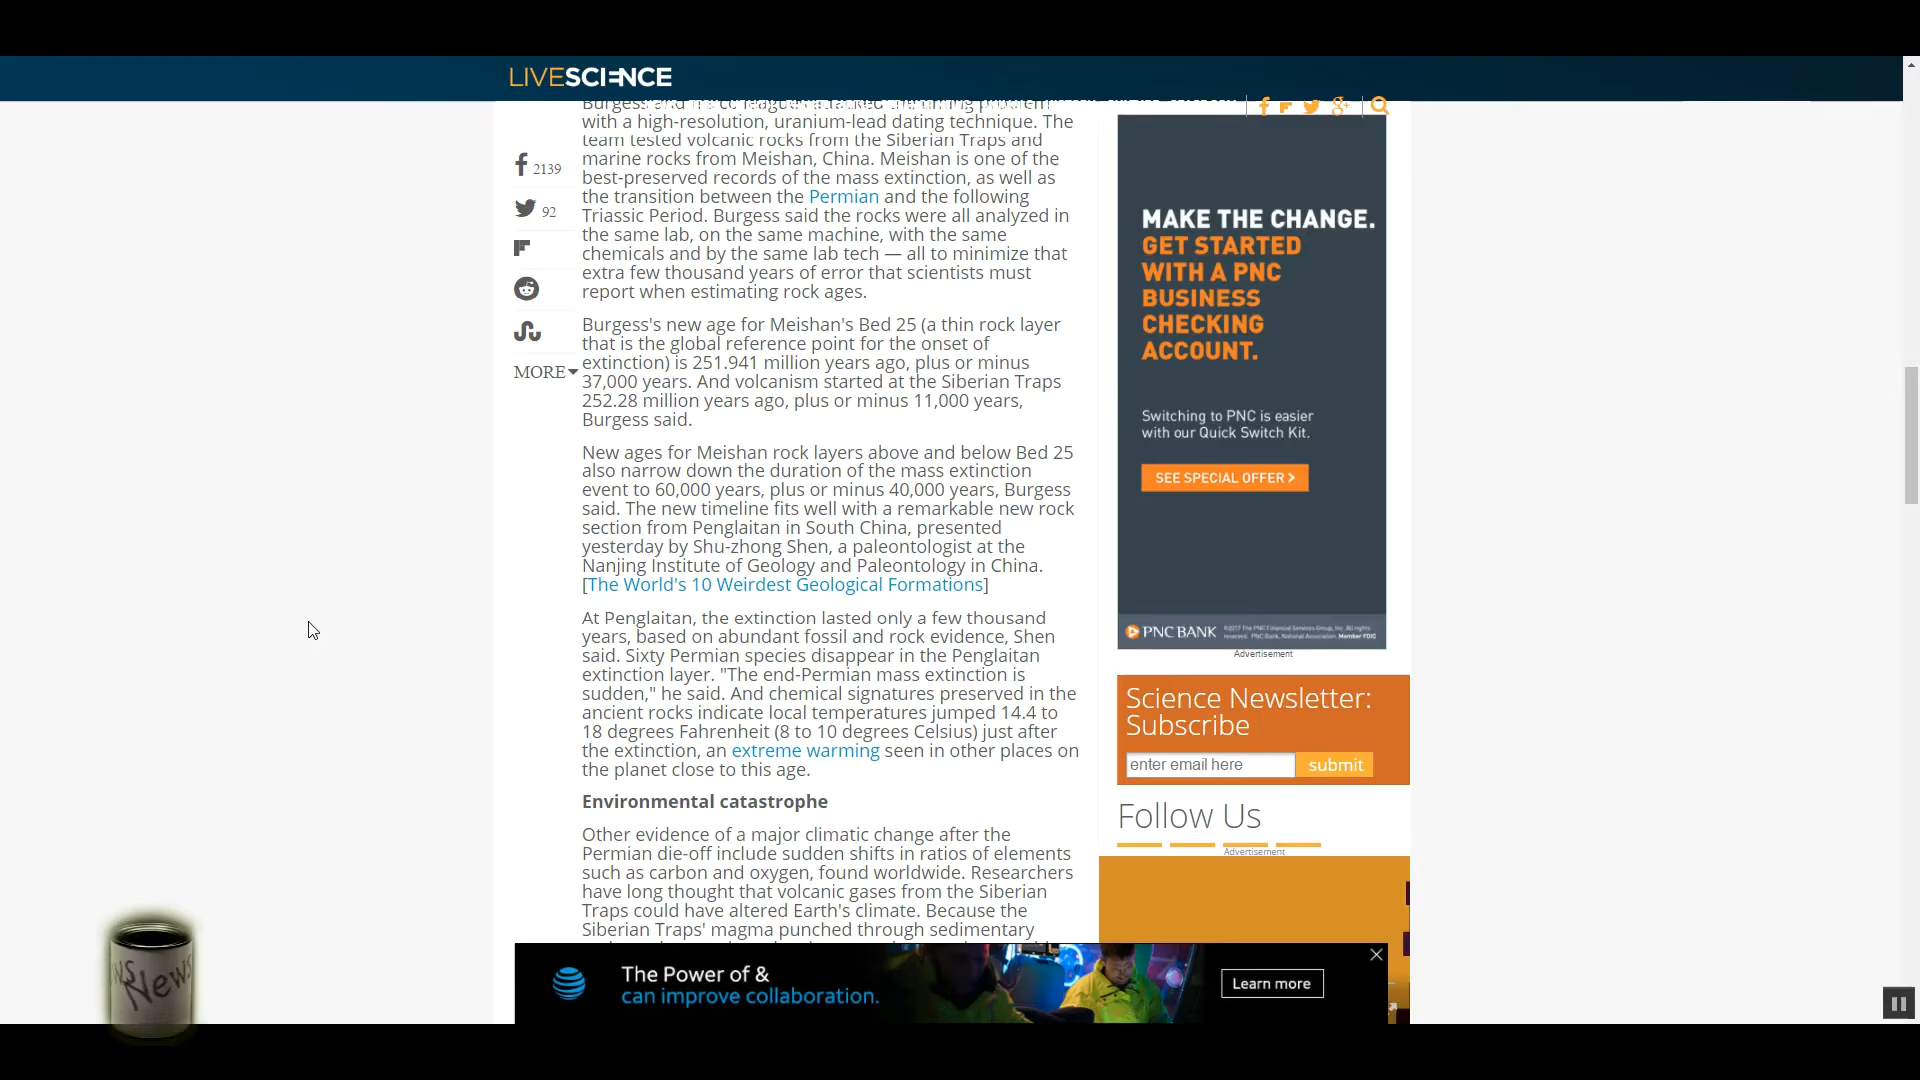 LIVESCIENCE
with a high-resolution, uranium-lead dating technique. The
team tested volcanic rocks from the Siberian Traps and
marine rocks from Meishan, China. Meishan is one of the
best-preserved records of the mass extinction, as well as
the transition between the Permian and the following
Triassic Period. Burgess said the rocks were all analyzed in
the same lab, on the same machine, with the same
chemicals and by the same lab tech — all to minimize that
extra few thousand years of error that scientists must
report when estimating rock ages.
2139
92
MORE
Burgess's new age for Meishan's Bed 25 (a thin rock layer
that is the global reference point for the onset of
extinction) is 251.941 million years ago, plus or minus
37,000 years. And volcanism started at the Siberian Traps
252.28 million years ago, plus or minus 11,000 years,
Burgess said.
New ages for Meishan rock layers above and below Bed 25
also narrow down the duration of the mass extinction
event to 60,000 years, plus or minus 40,000 years, Burgess
said. The new timeline fits well with a remarkable new rock
section from Penglaitan in South China, presented
yesterday by Shu-zhong Shen, a paleontologist at the
Nanjing Institute of Geology and Paleontology in China.
[The World's 10 Weirdest Geological Formations]
At Penglaitan, the extinction lasted only a few thousand
years, based on abundant fossil and rock evidence, Shen
said. Sixty Permian species disappear in the Penglaitan
extinction layer. "The end-Permian mass extinction is
sudden," he said. And chemical signatures preserved in the
ancient rocks indicate local temperatures jumped 14.4 to
18 degrees Fahrenheit (8 to 10 degrees Celsius) just after
the extinction, an extreme warming seen in other places on
the planet close to this age.
Environmental catastrophe
Other evidence of a major climatic change after the
Permian die-off include sudden shifts in ratios of elements
such as carbon and oxygen, found worldwide. Researchers
have long thought that volcanic gases from the Siberian
Traps could have altered Earth's climate. Because the
Siberian Traps' magma punched through sedimentary
MAKE THE CHANGE.
GET STARTED
WITH A PNC
BUSINESS
CHECKING
ACCOUNT.
Switching to PNC is easier
with our Quick Switch Kit.
SEE SPECIAL OFFER >
PNC BANK
©2017 The PNC Financial Services Group, Inc. All rights
reserved. PNC Bank, National Association. Member FDIC
Advertisement
Science Newsletter:
Subscribe
enter email here
submit
Follow Us
Advertisement
The Power of &
can improve collaboration.
Learn more
News